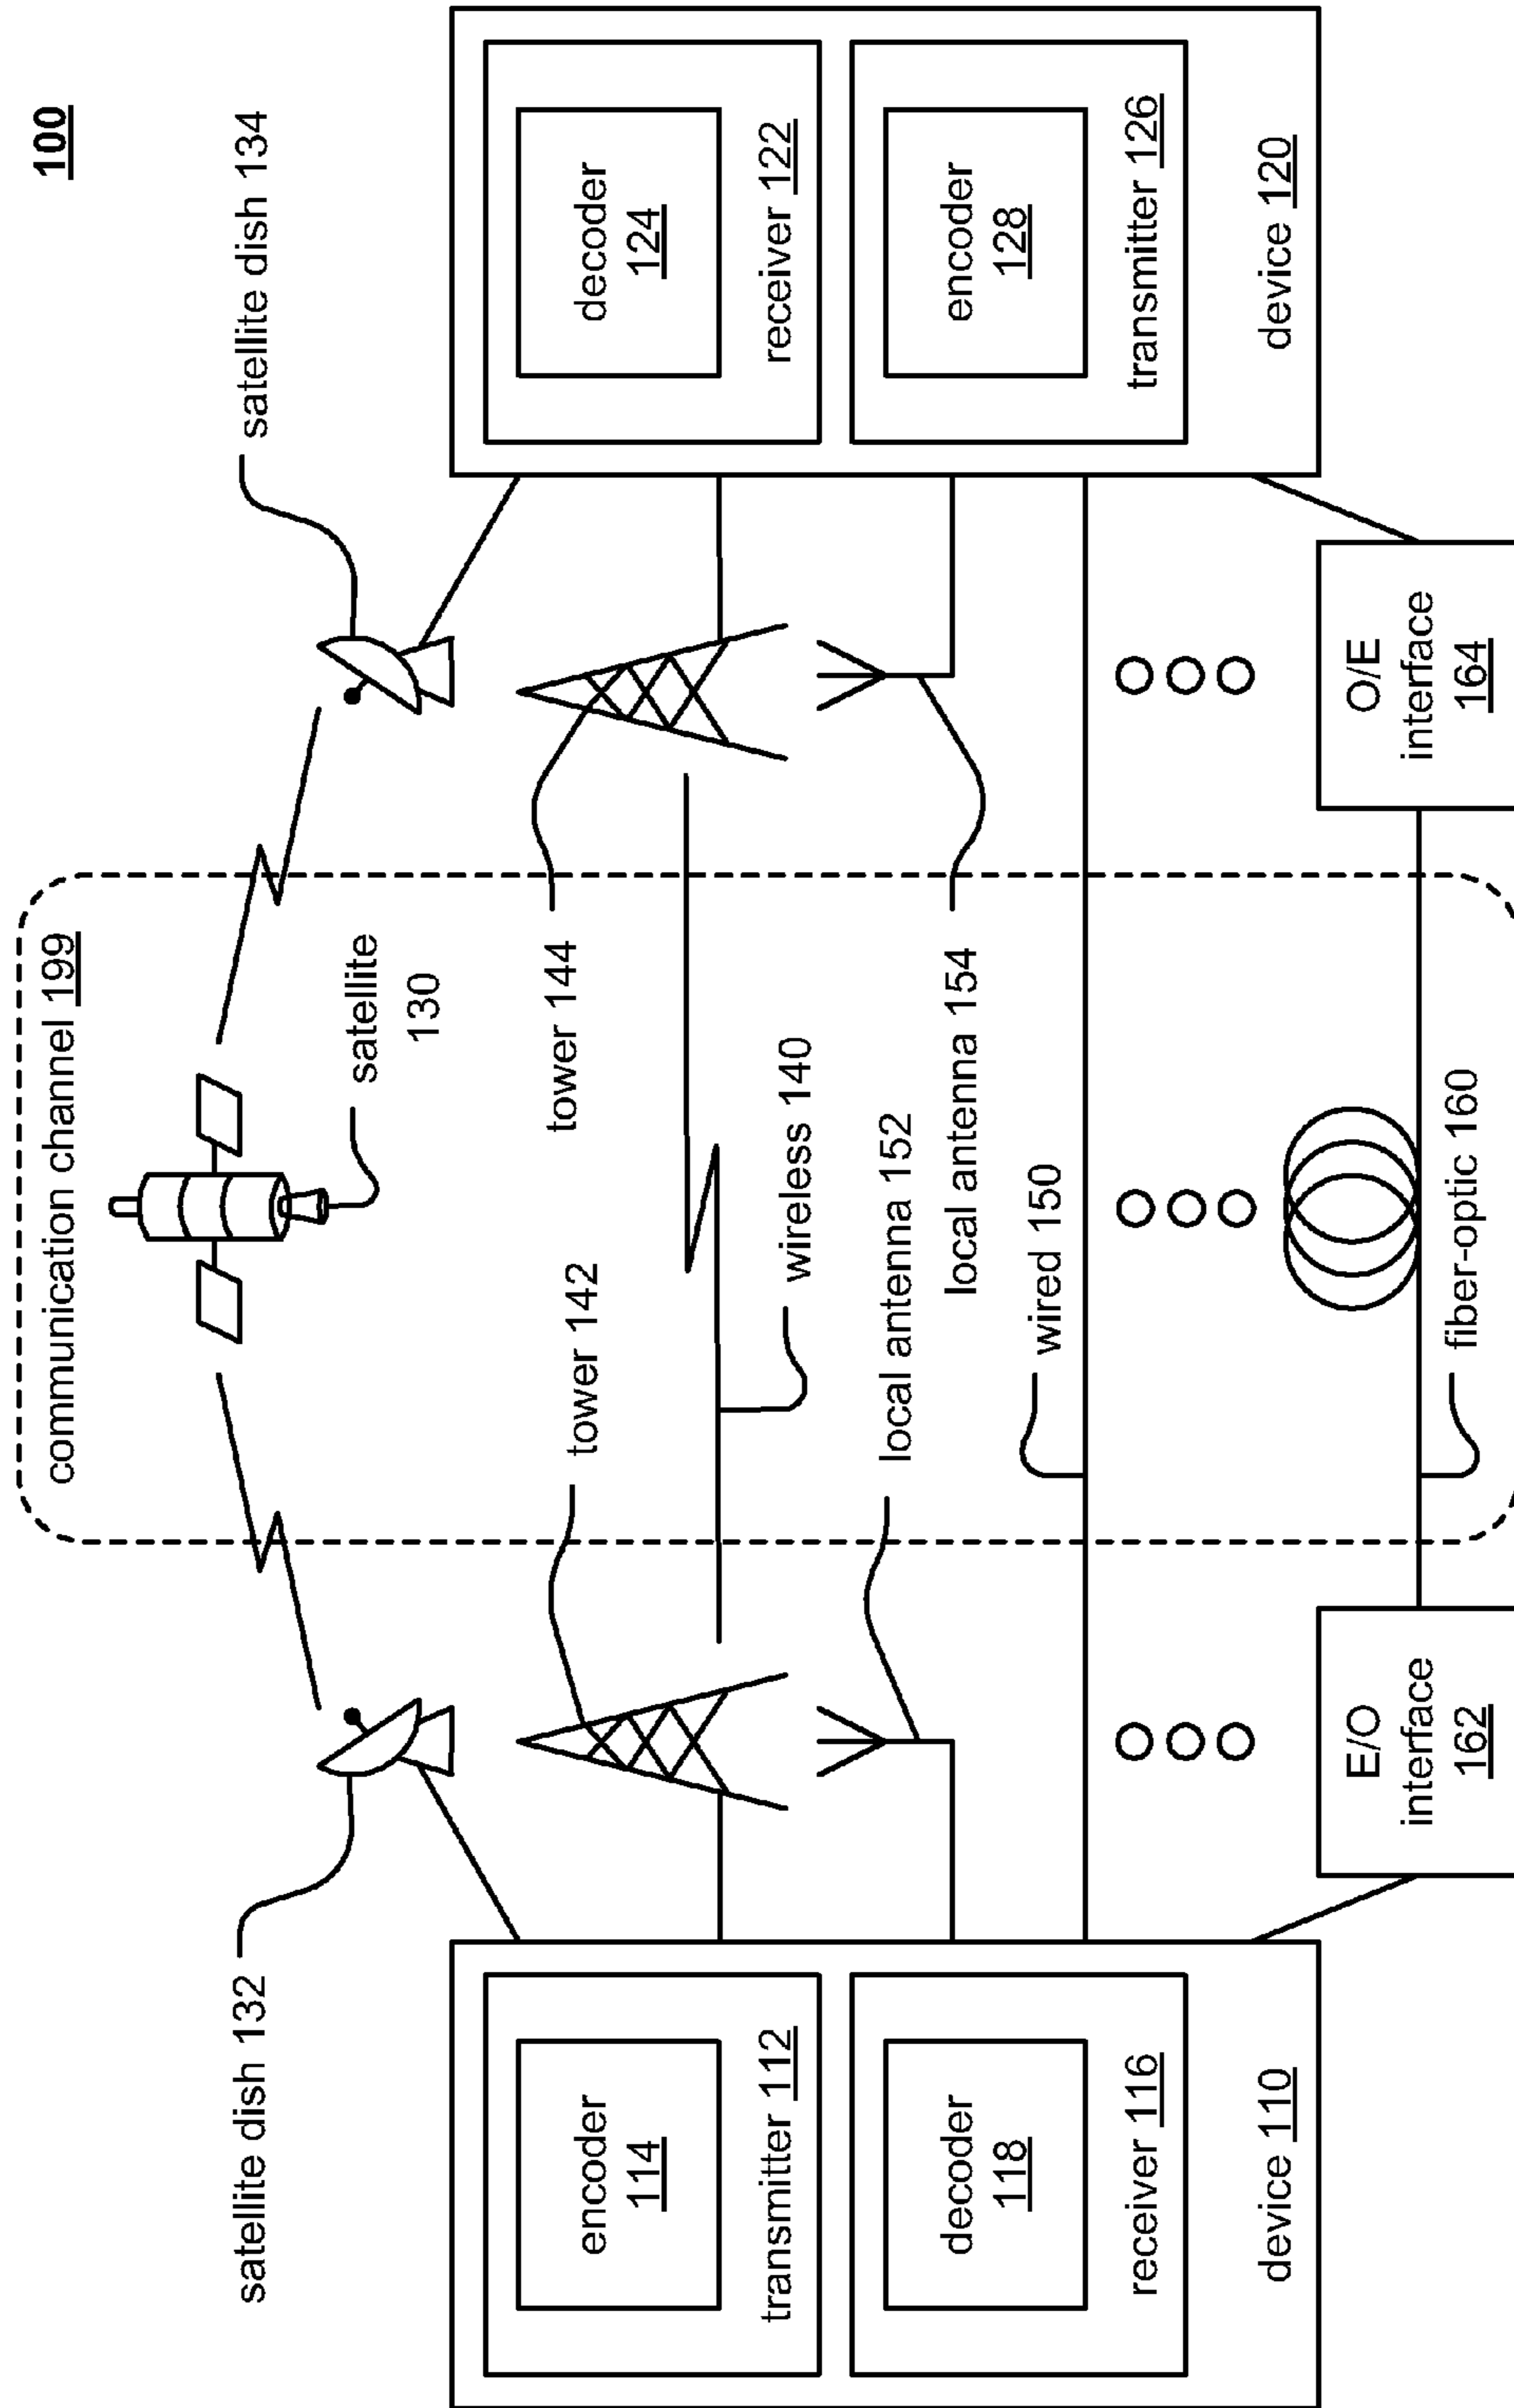 100
communication channel 199
satellite dish 132
satellite
130
satellite dish 134
tower 142
tower 144
encoder
114
transmitter 112
decoder
118
receiver 116
device 110
wireless 140
local antenna 152
local antenna 154
wired 150
decoder
124
receiver 122
encoder
128
transmitter 126
device 120
E/O
interface
162
fiber-optic 160
O/E
interface
164